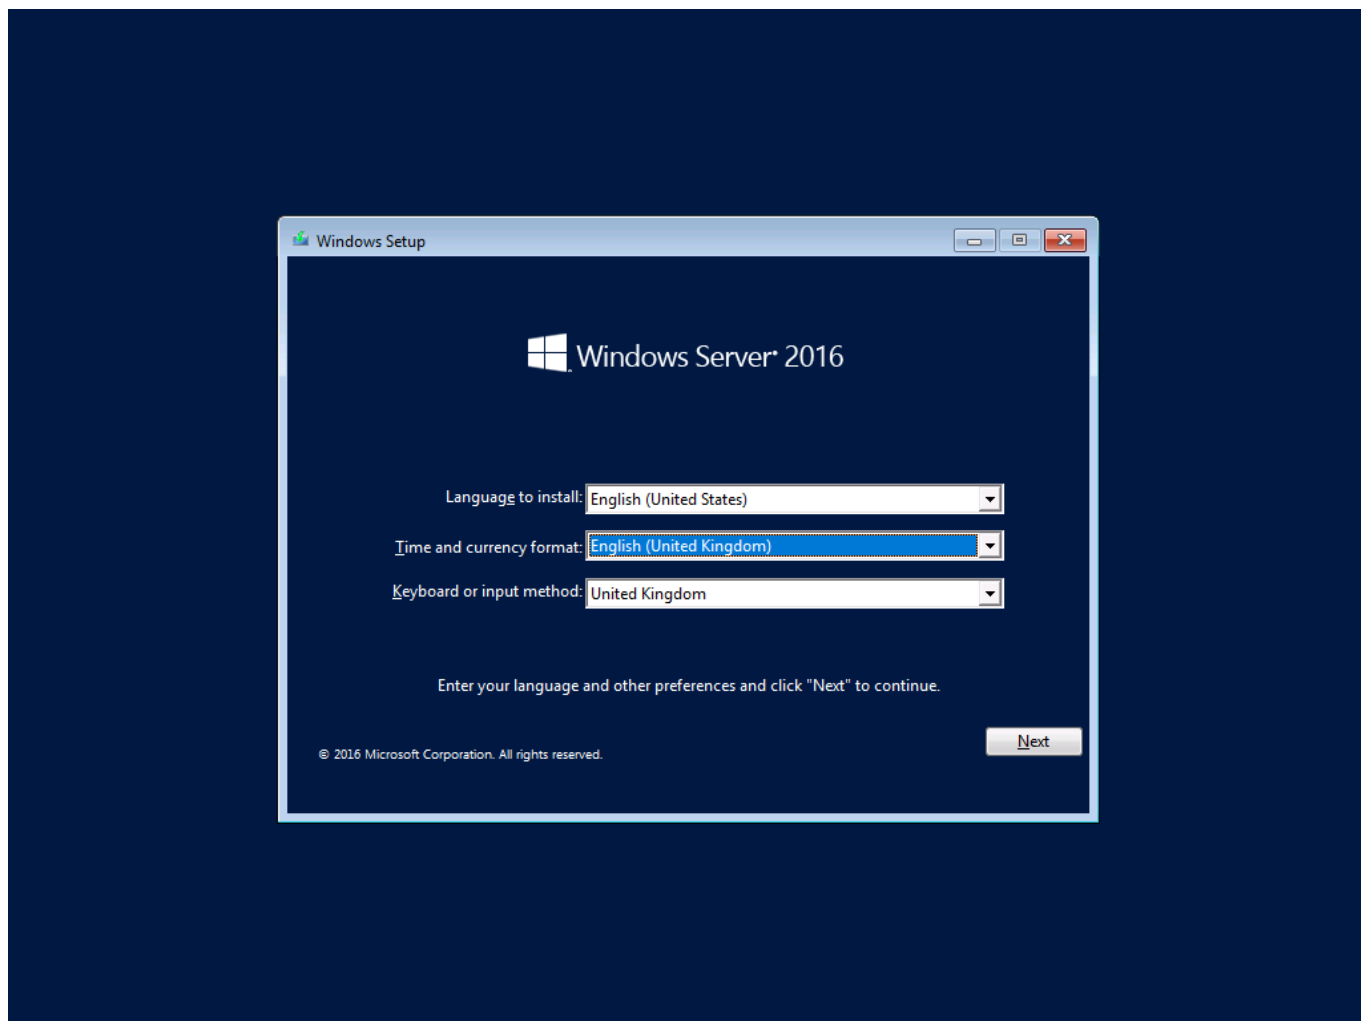 Windows Setup
Windows Server® 2016
Language to install: English (United States)
Time and currency format: English (United Kingdom)
Keyboard or input method: United Kingdom
Enter your language and other preferences and click "Next" to continue.
Next
© 2016 Microsoft Corporation. All rights reserved.